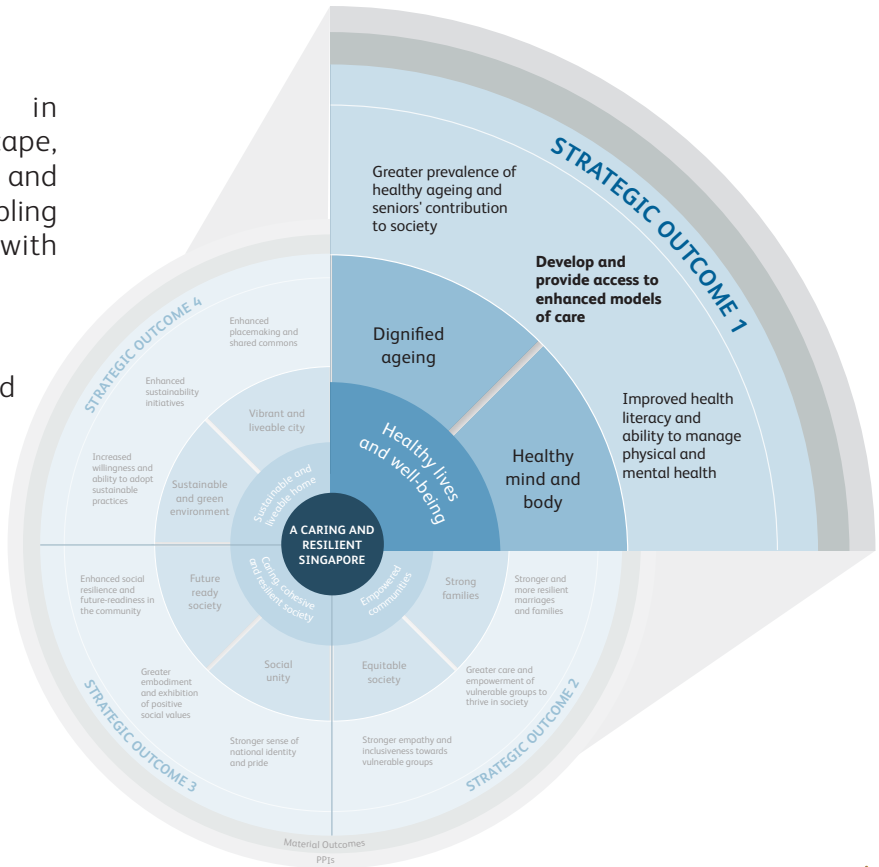 in
cape,
and
bling
with
d
STRATEGIC OUTCOME 1
Greater prevalence of
healthy ageing and
seniors' contribution
to society
Develop and
provide access to
enhanced models
of care
Improved health
literacy and
ability to manage
physical and
mental health
Dignified
ageing
Healthy
mind and
body
Healthy lives
and well-being
STRATEGIC OUTCOME 4
Enhanced
placemaking and
shared commons
Enhanced
sustainability
initiatives
Increased
willingness and
ability to adopt
sustainable
practices
Vibrant and
liveable city
Sustainable
and green
environment
Sustainable and
liveable home
A CARING AND
RESILIENT
SINGAPORE
Caring, cohesive
and resilient society
Empowered
communities
Future
ready
society
Social
unity
Equitable
society
Strong
families
Enhanced social
resilience and
future-readiness in
the community
Greater
embodiment
and exhibition
of positive
social values
Stronger sense of
national identity
and pride
STRATEGIC OUTCOME 3
Stronger and
more resilient
marriages
and families
Greater care and
empowerment of
vulnerable groups to
thrive in society
Stronger empathy and
inclusiveness towards
vulnerable groups
STRATEGIC OUTCOME 2
Material Outcomes
PPIs